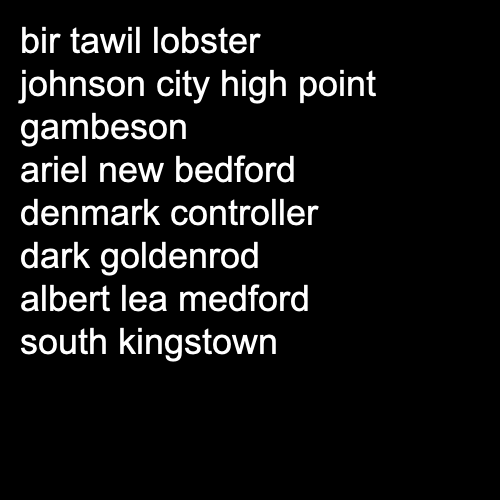 bir tawil lobster
johnson city high point
gambeson
ariel new bedford
denmark controller
dark goldenrod
albert lea medford
south kingstown